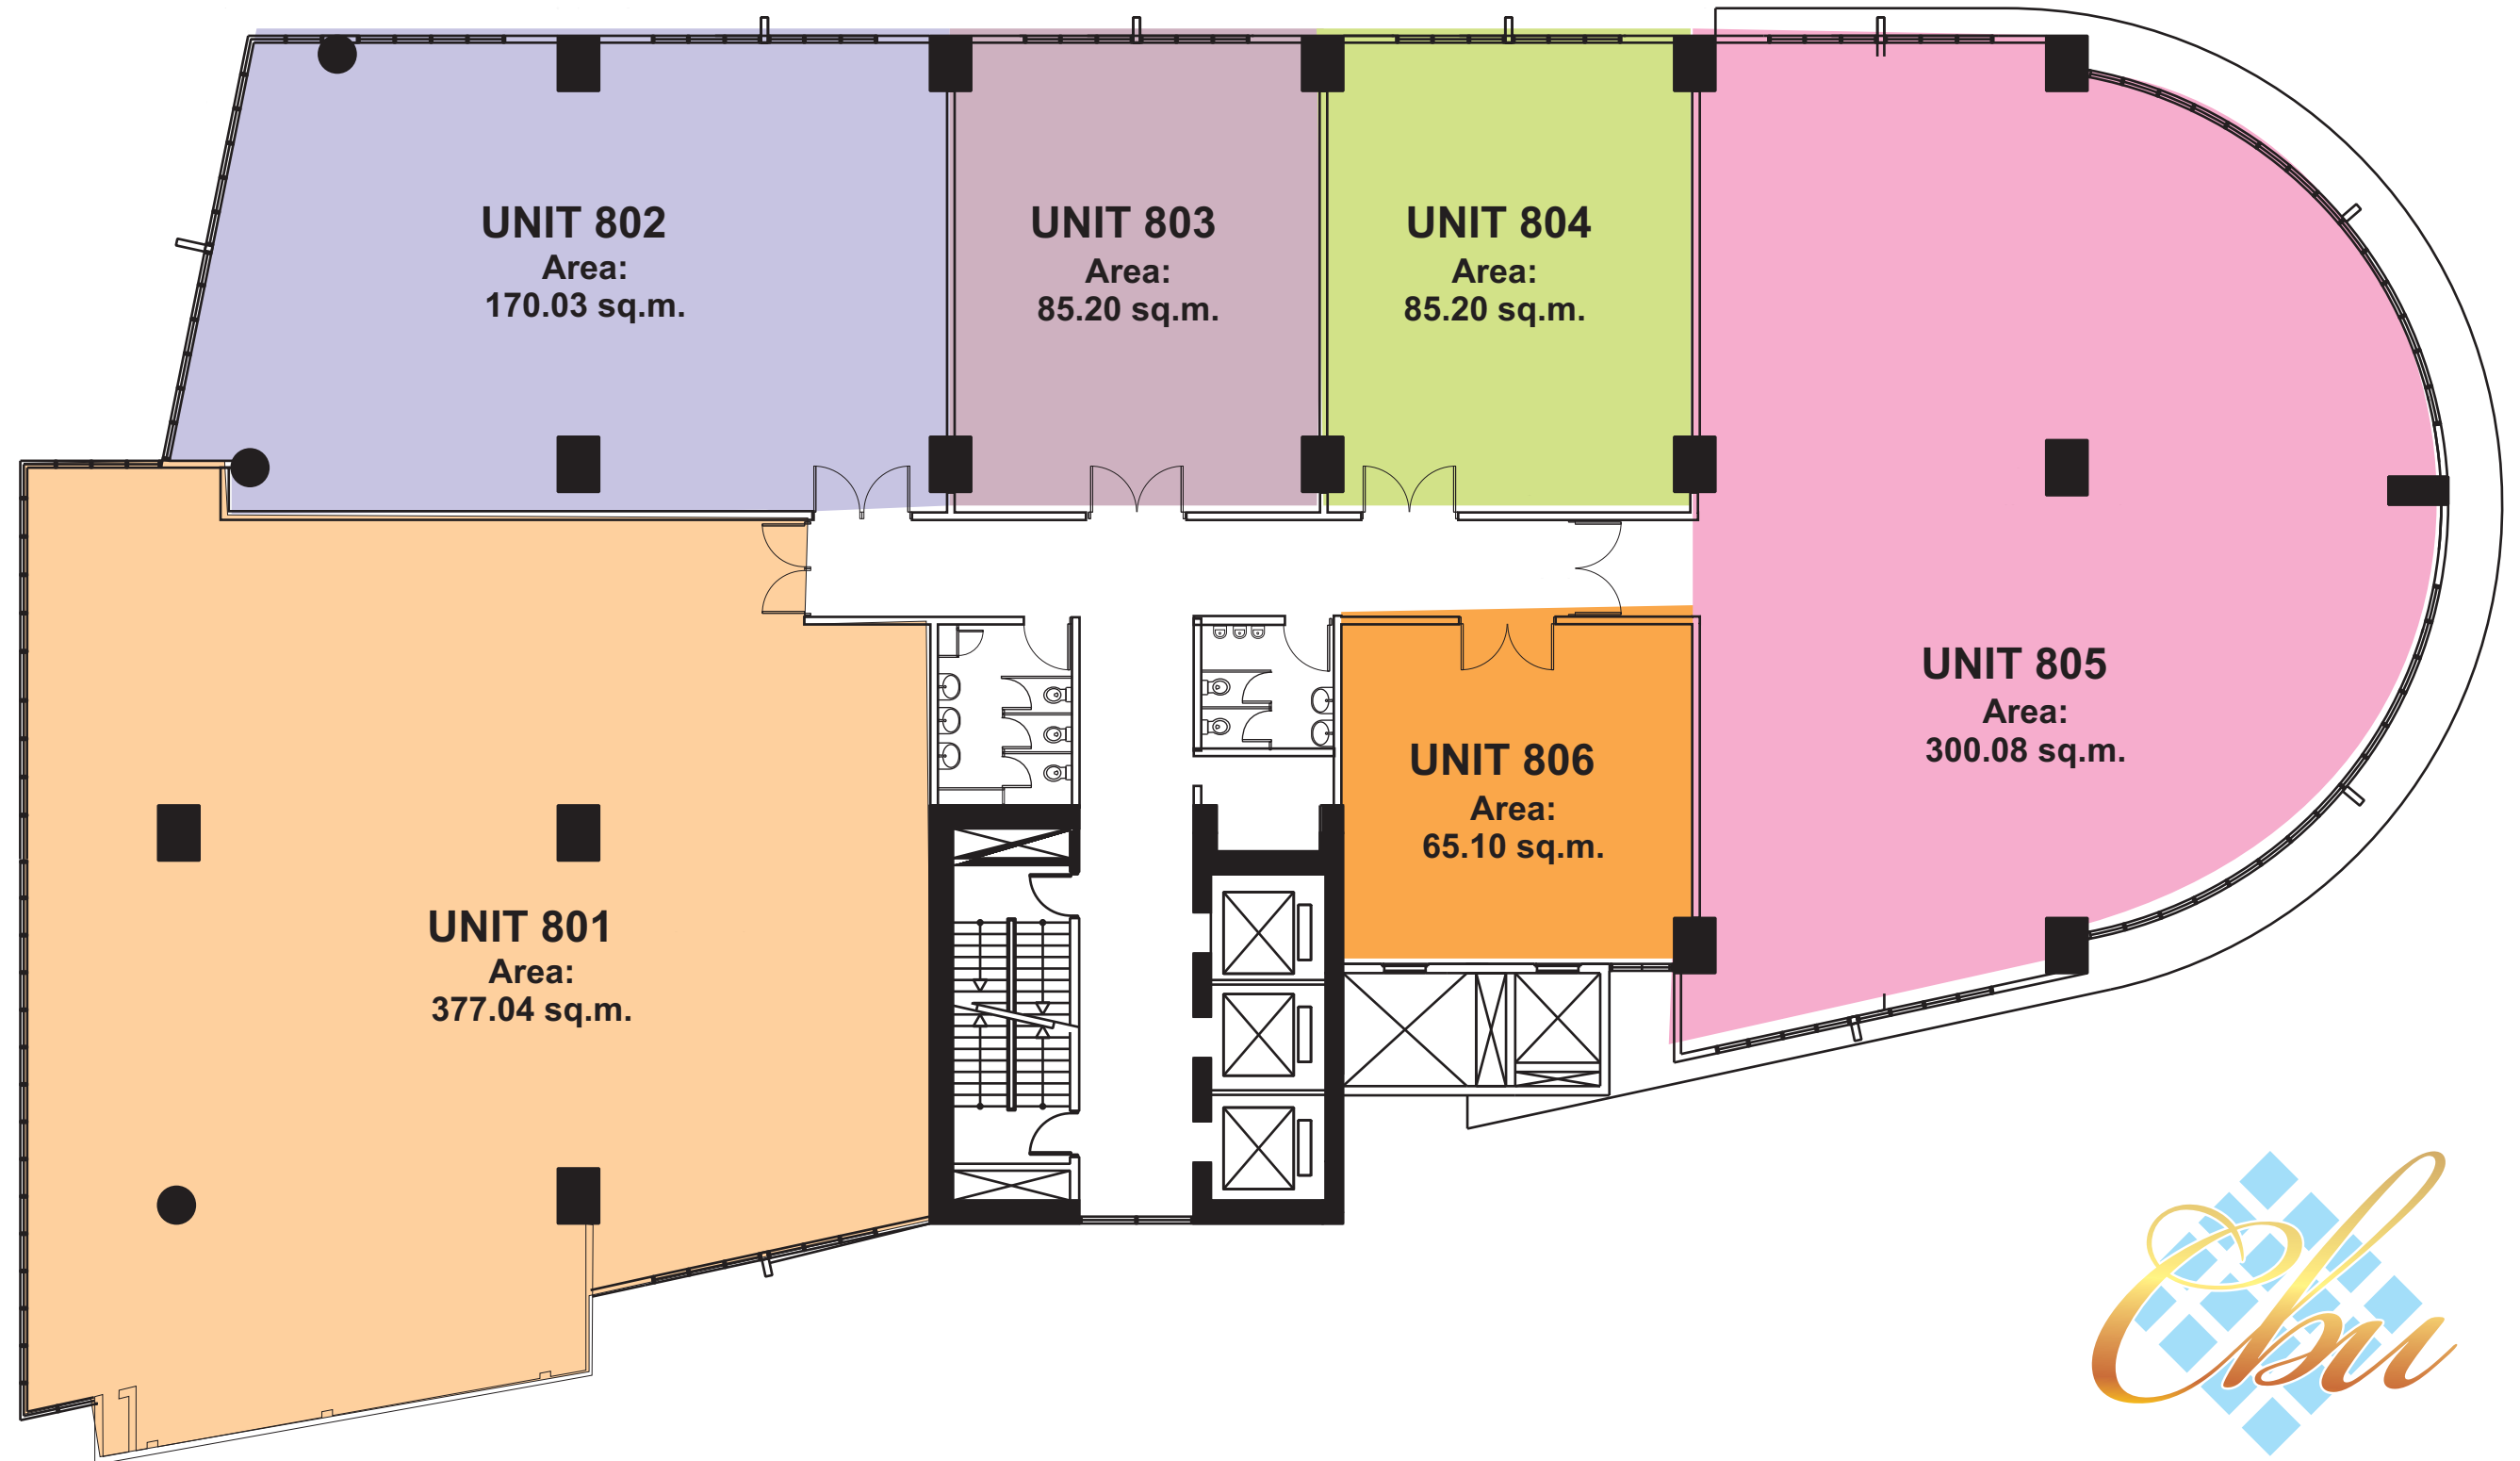 UNIT 802
Area:
170.03 sq.m.
UNIT 803
Area:
85.20 sq.m.
UNIT 804
Area:
85.20 sq.m.
UNIT 805
Area:
300.08 sq.m.
UNIT 806
Area:
65.10 sq.m.
UNIT 801
Area:
377.04 sq.m.